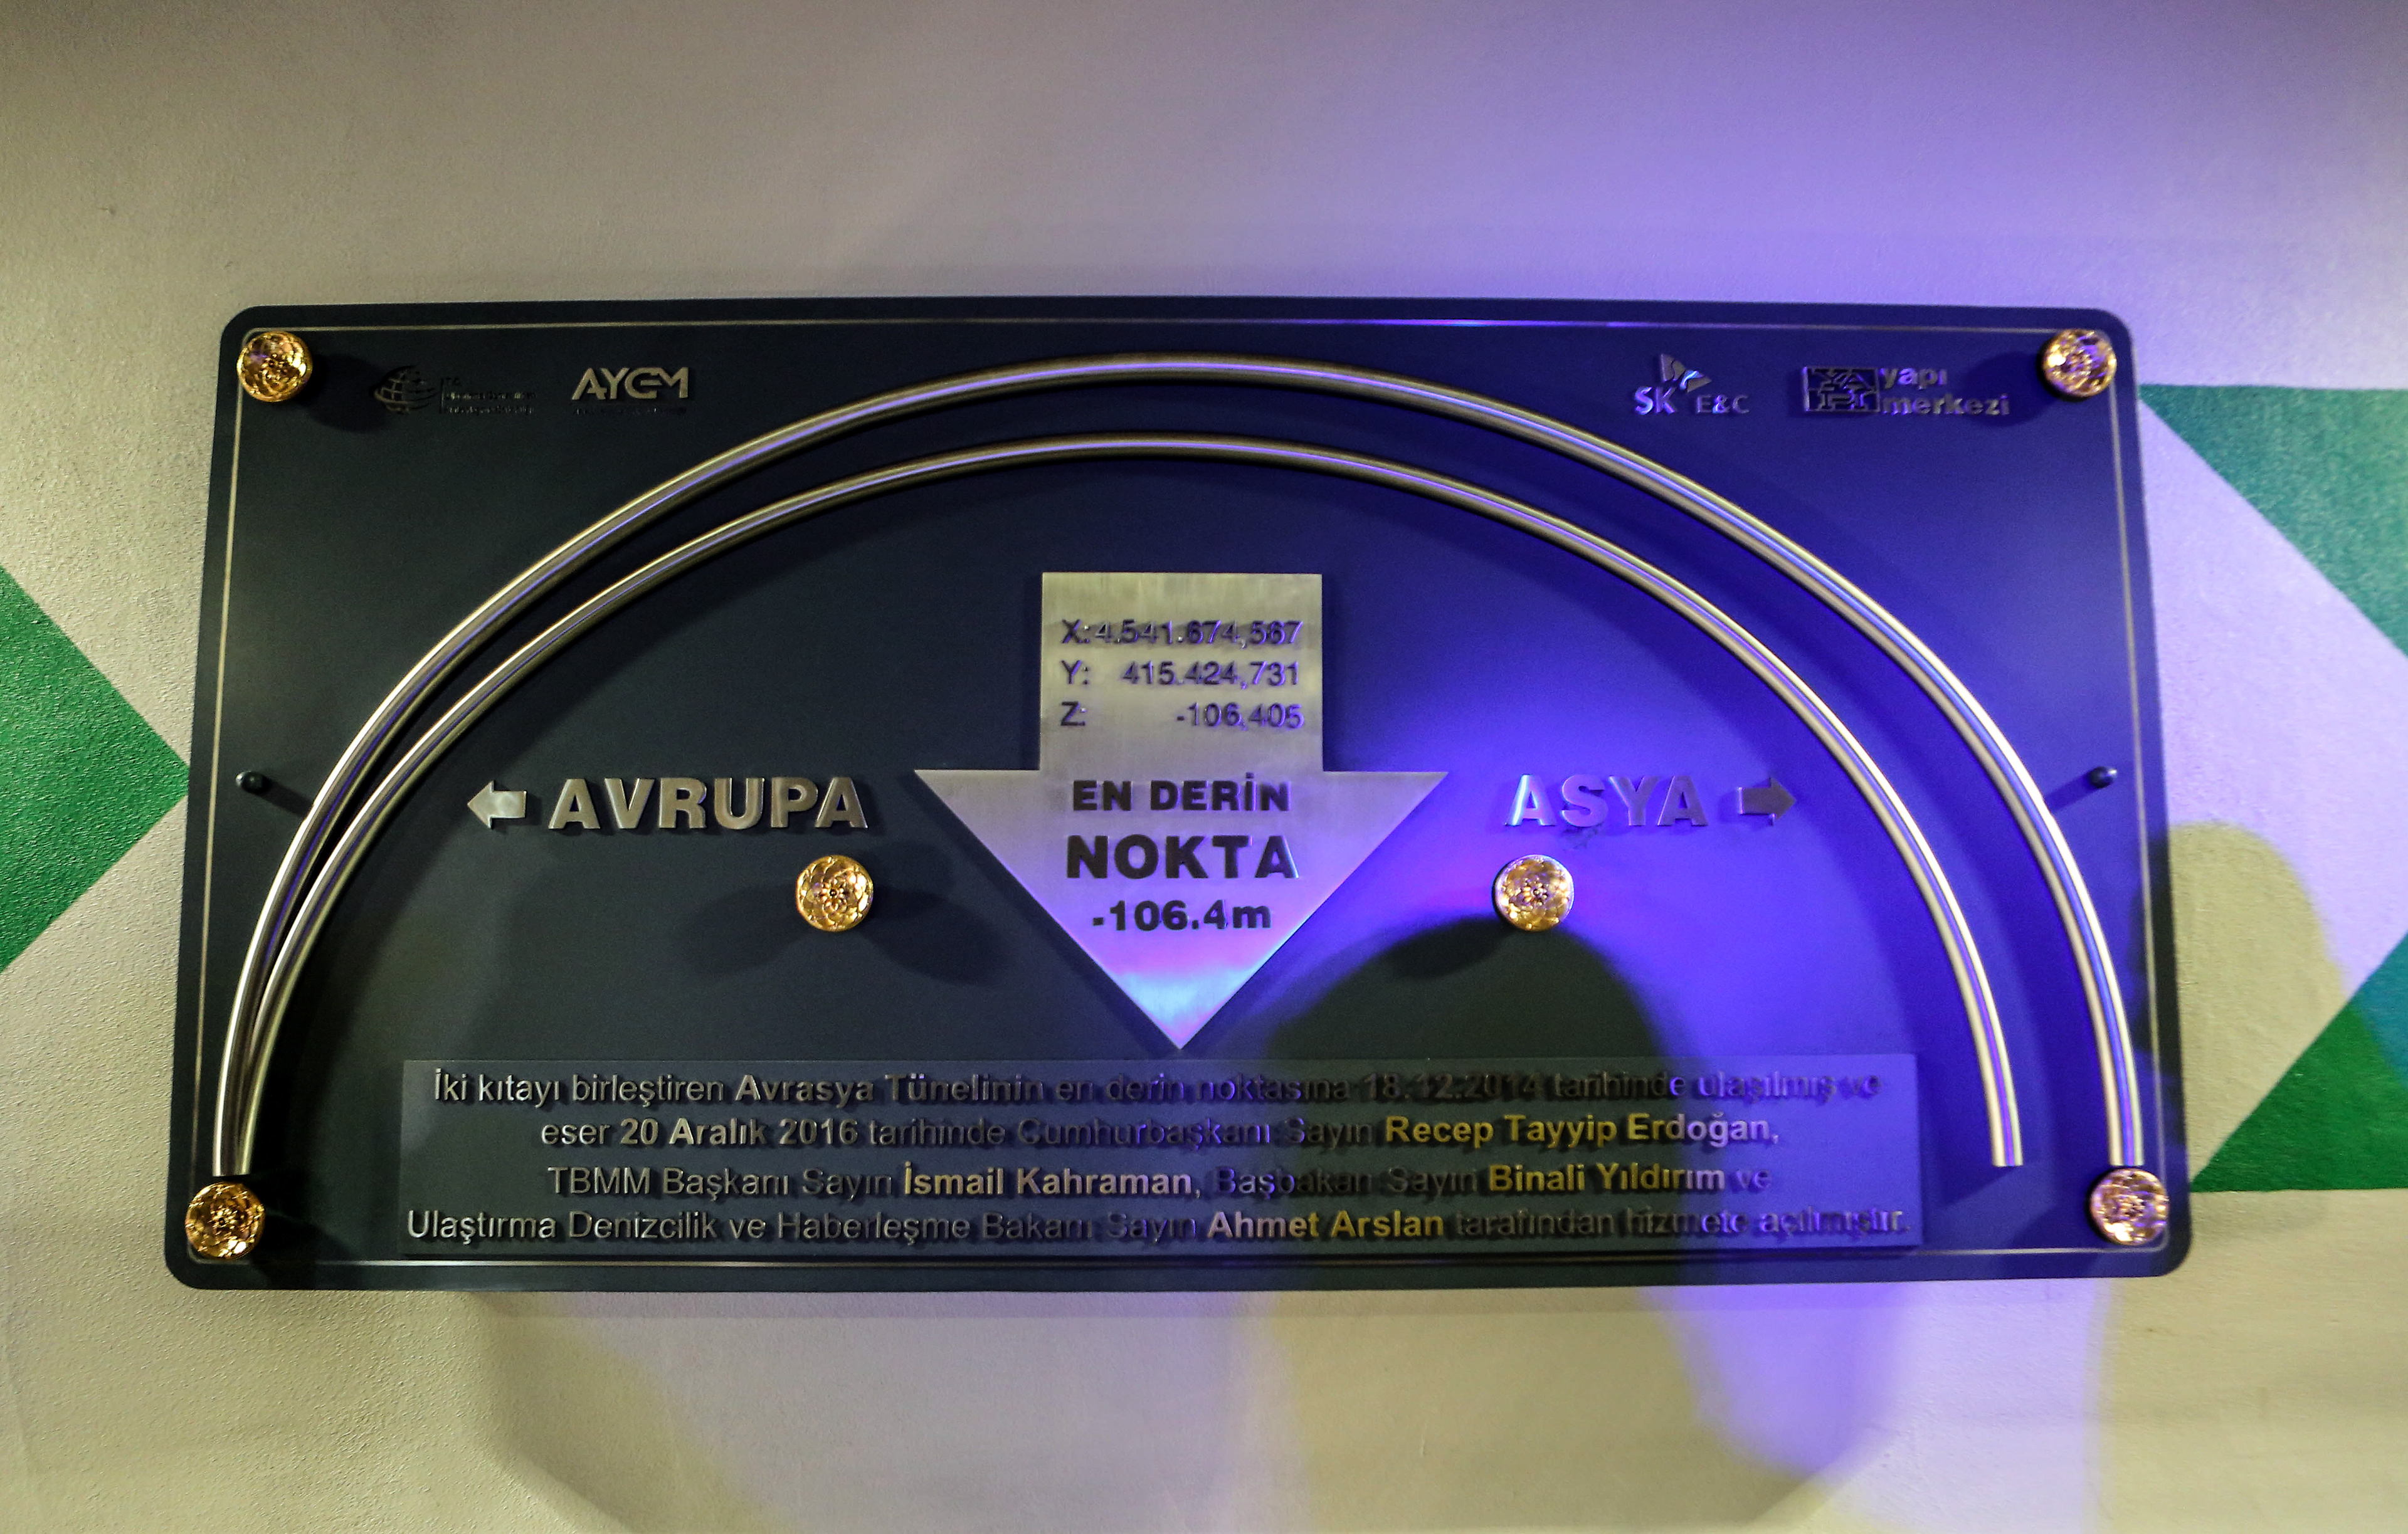 AYGM
SK E&C
yapı
merkezi
X:4.541.674,567
Y: 415.424,731
Z: -106,405
AVRUPA
EN DERİN
NOKTA
-106.4m
ASYA
İki kıtayı birleştiren Avrasya Tünelinin en derin noktasına 18.12.2014 tarihinde ulaşılmış ve
eser 20 Aralık 2016 tarihinde Cumhurbaşkanı Sayın Recep Tayyip Erdoğan,
TBMM Başkanı Sayın İsmail Kahraman, Başbakan Sayın Binali Yıldırım ve
Ulaştırma Denizcilik ve Haberleşme Bakanı Sayın Ahmet Arslan tarafından hizmete açılmıştır.